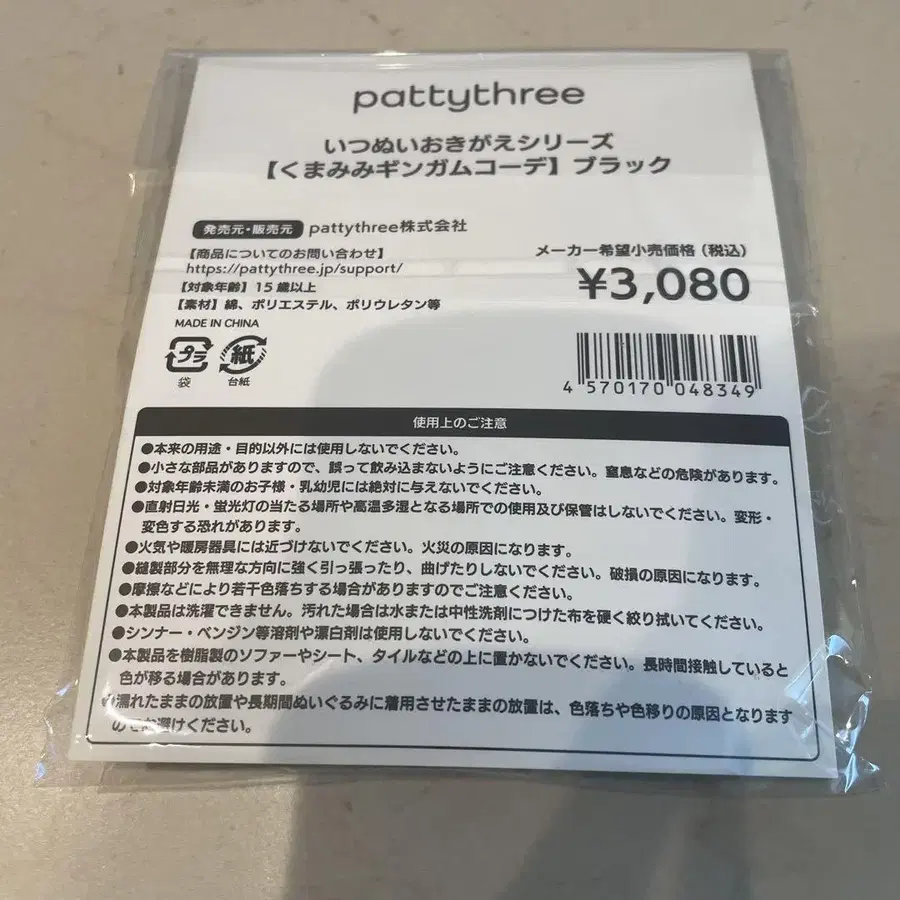 pattythree
いつぬいおきがえシリーズ
【くまみみギンガムコーデ】ブラック
発売元・販売元 pattythree株式会社
【商品についてのお問い合わせ】
https://pattythree.jp/support/
【対象年齢】15歳以上
【素材】綿、ポリエステル、ポリウレタン等
MADE IN CHINA
メーカー希望小売価格（税込）
¥3,080
プラ 紙
袋 台紙
4 570170 048349
使用上のご注意
●本来の用途・目的以外には使用しないでください。
●小さな部品がありますので、誤って飲み込まないようにご注意ください。窒息などの危険があります。
●対象年齢未満のお子様・乳幼児には絶対に与えないでください。
●直射日光・蛍光灯の当たる場所や高温多湿となる場所での使用及び保管はしないでください。変形・
変色する恐れがあります。
●火気や暖房器具には近づけないでください。火災の原因になります。
●縫製部分を無理な方向に強く引っ張ったり、曲げたりしないでください。破損の原因になります。
●摩擦などにより若干色落ちする場合がありますのでご注意ください。
●本製品は洗濯できません。汚れた場合は水または中性洗剤につけた布を硬く絞り拭いてください。
●シンナー・ベンジン等溶剤や漂白剤は使用しないでください。
●本製品を樹脂製のソファーやシート、タイルなどの上に置かないでください。長時間接触していると
色が移る場合があります。
●濡れたままの放置や長期間ぬいぐるみに着用させたままの放置は、色落ちや色移りの原因となります
のでお避けください。